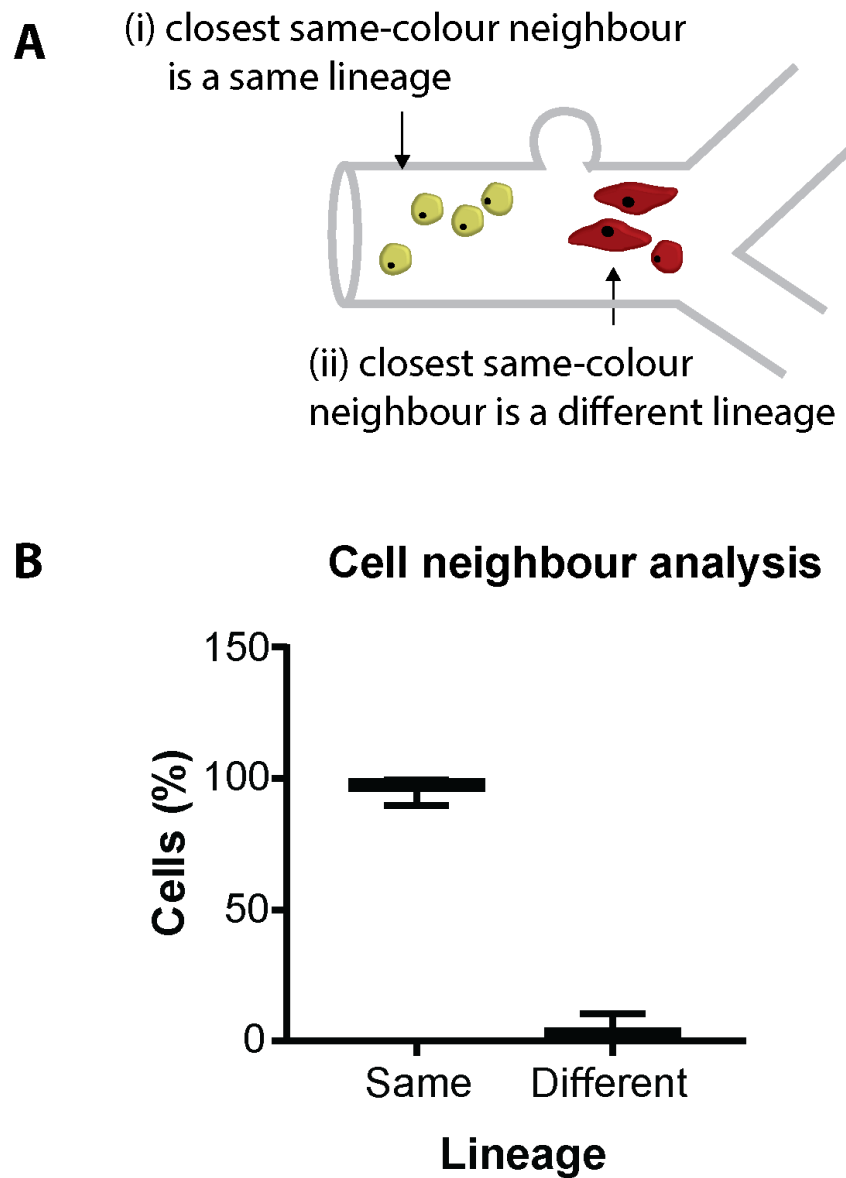 A
(i) closest same-colour neighbour
is a same lineage
(ii) closest same-colour
neighbour is a different lineage
B
Cell neighbour analysis
150
100
50
0
Cells (%)
Same Different
Lineage